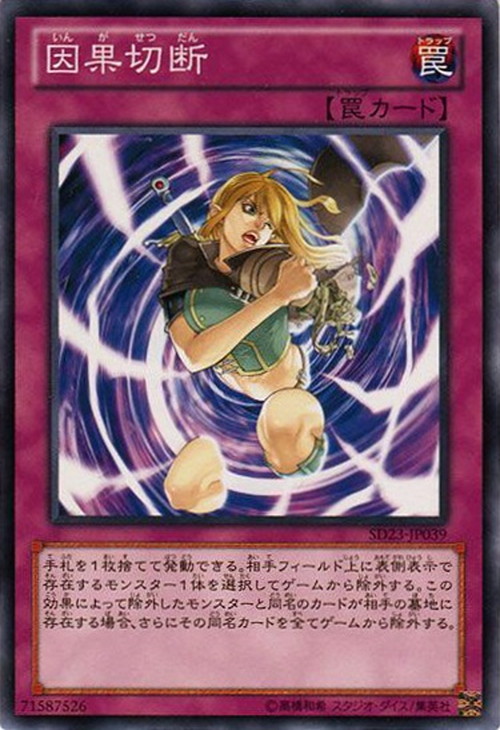 因果切断
いんがせつだん
罠
トラップ
【罠カード】
トラップ
SD23-JP039
手札を1枚捨てて発動できる。相手フィールド上に表側表示で
存在するモンスター1体を選択してゲームから除外する。この
効果によって除外したモンスターと同名のカードが相手の墓地に
存在する場合、さらにその同名カードを全てゲームから除外する。
71587526
©高橋和希 スタジオ・ダイス/集英社